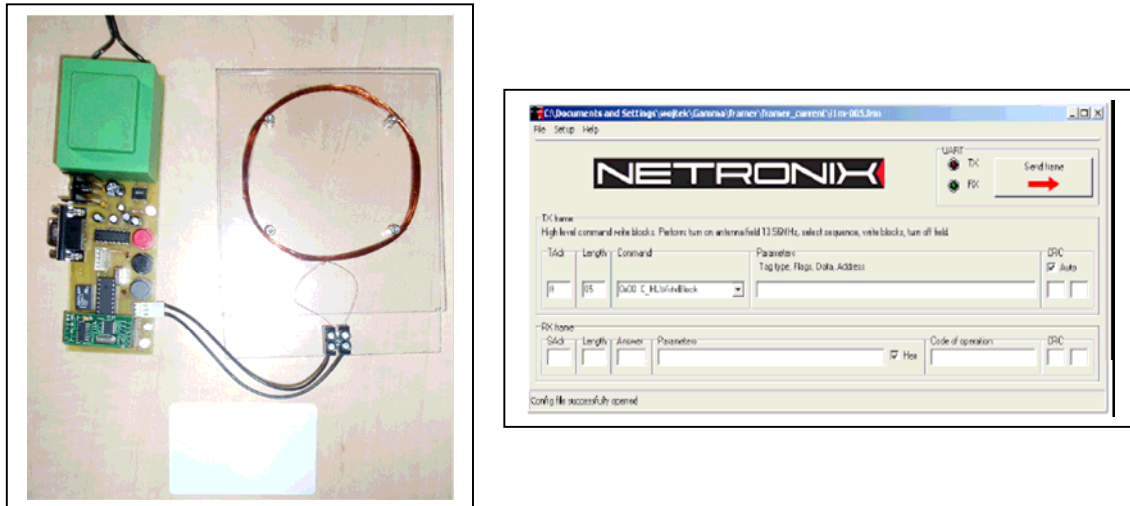 C:\Documents and Settings\wojtek\Gamma\framer\framer_current\j1m-005.frm
File Setup Help
NETRONIX
UART
TX
RX
Send frame
TX frame
High level command write blocks. Perform turn on antenna field 13.56MHz, select sequence, write blocks, turn off field.
TAdr Length Command Parameters CRC
Tag type, Flags, Data, Address
Auto
ff 05 0x00 C_HLWriteBlock
RX frame
SAdr Length Answer Parameters Code of operation CRC
Hex
Config file successfully opened